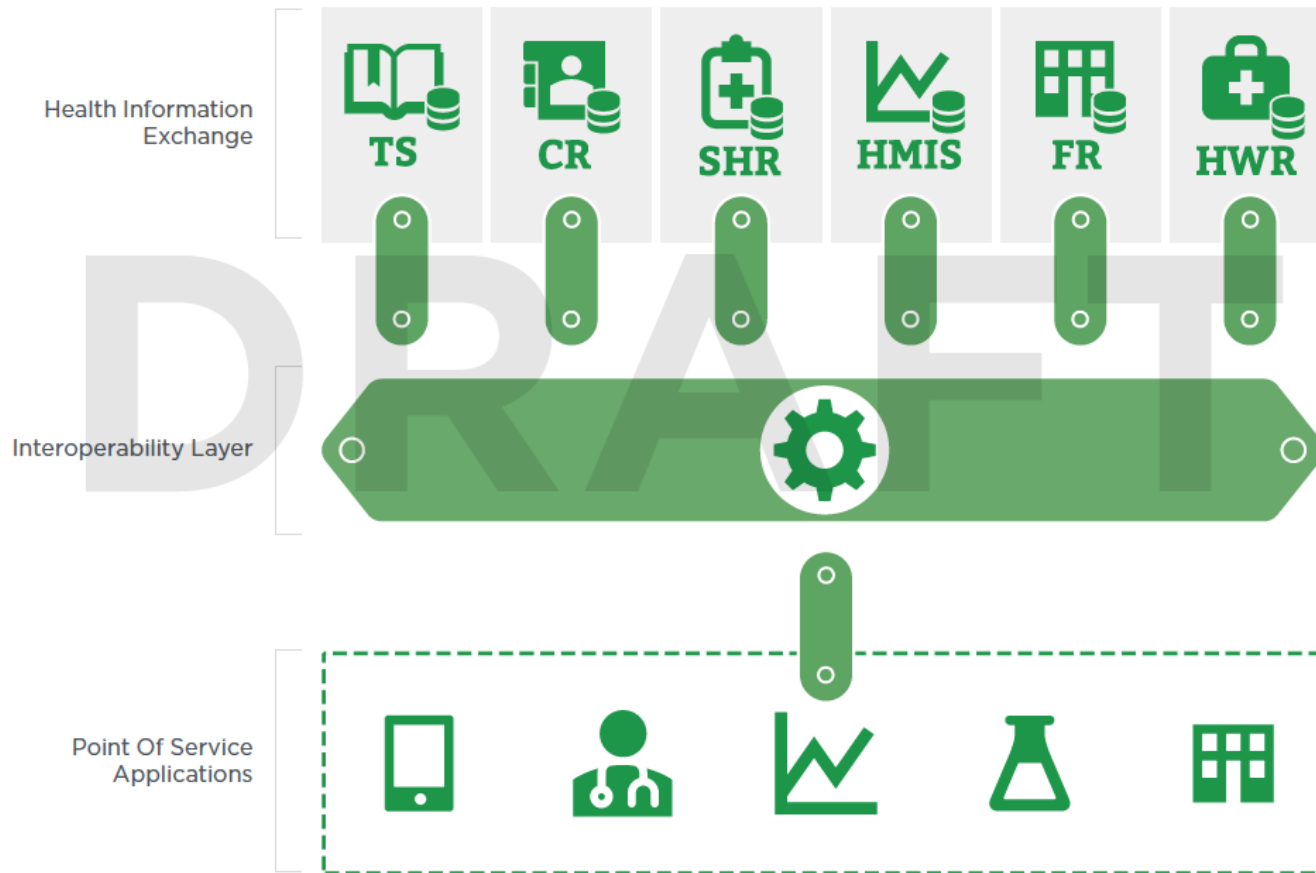 Health Information
Exchange
TS
CR
SHR
HMIS
FR
HWR
DRAFT
Interoperability Layer
Point Of Service
Applications